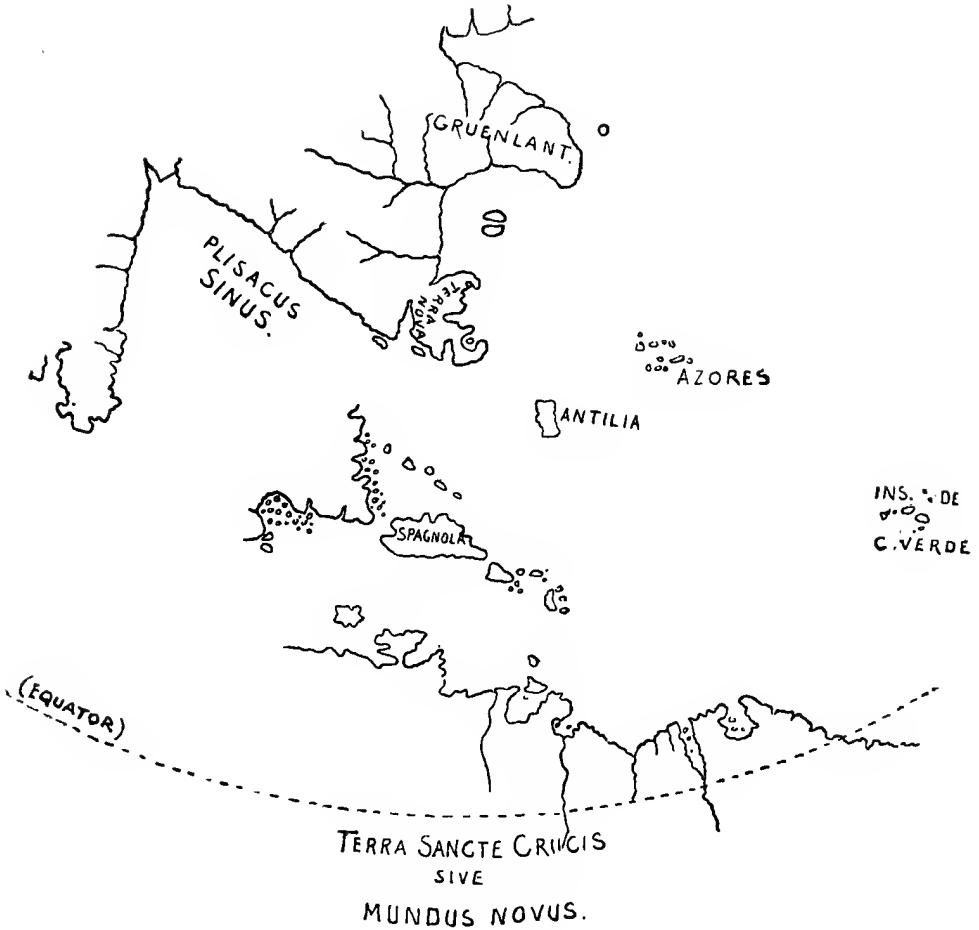 GRUENLANT.
PLISACUS
SINUS.
TERRA
NOVA
AZORES
ANTILIA
INS. DE
C. VERDE
SPAGNOLA
(EQUATOR)
TERRA SANCTE CRUCIS
SIVE
MUNDUS NOVUS.